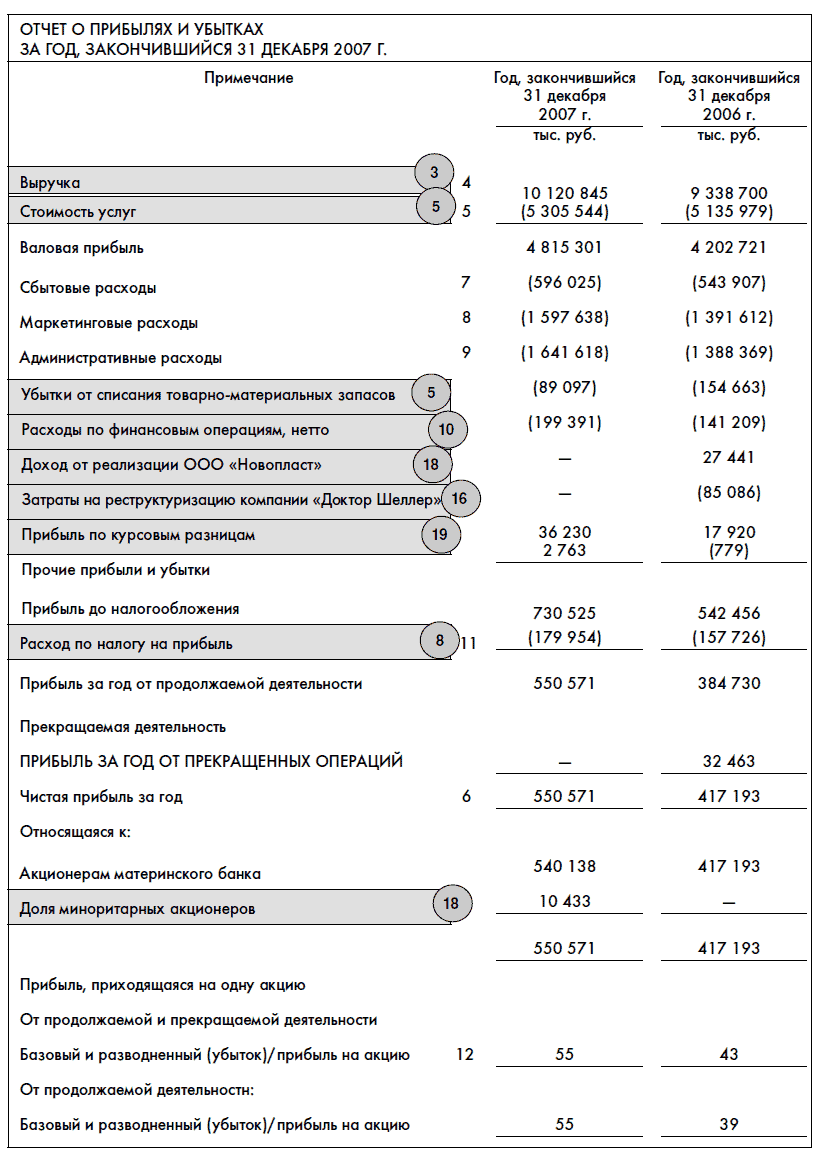 ОТЧЕТ О ПРИБЫЛЯХ И УБЫТКАХ
ЗА ГОД, ЗАКОНЧИВШИЙСЯ 31 ДЕКАБРЯ 2007 Г.
Примечание Год, закончившийся 31 декабря 2007 г. тыс. руб. Год, закончившийся 31 декабря 2006 г. тыс. руб.
Выручка 3 4 10 120 845 9 338 700
Стоимость услуг 5 5 (5 305 544) (5 135 979)
Валовая прибыль 4 815 301 4 202 721
Сбытовые расходы 7 (596 025) (543 907)
Маркетинговые расходы 8 (1 597 638) (1 391 612)
Административные расходы 9 (1 641 618) (1 388 369)
Убытки от списания товарно-материальных запасов 5 (89 097) (154 663)
Расходы по финансовым операциям, нетто 10 (199 391) (141 209)
Доход от реализации ООО «Новопласт» 18 — 27 441
Затраты на реструктуризацию компании «Доктор Шеллер» 16 — (85 086)
Прибыль по курсовым разницам 19 36 230 17 920
2 763 (779)
Прочие прибыли и убытки
Прибыль до налогообложения 730 525 542 456
Расход по налогу на прибыль 8 11 (179 954) (157 726)
Прибыль за год от продолжаемой деятельности 550 571 384 730
Прекращаемая деятельность
ПРИБЫЛЬ ЗА ГОД ОТ ПРЕКРАЩЕННЫХ ОПЕРАЦИЙ — 32 463
Чистая прибыль за год 6 550 571 417 193
Относящаяся к:
Акционерам материнского банка 540 138 417 193
Доля миноритарных акционеров 18 10 433 —
550 571 417 193
Прибыль, приходящаяся на одну акцию
От продолжаемой и прекращаемой деятельности
Базовый и разводненный (убыток)/прибыль на акцию 12 55 43
От продолжаемой деятельностн:
Базовый и разводненный (убыток)/прибыль на акцию 55 39